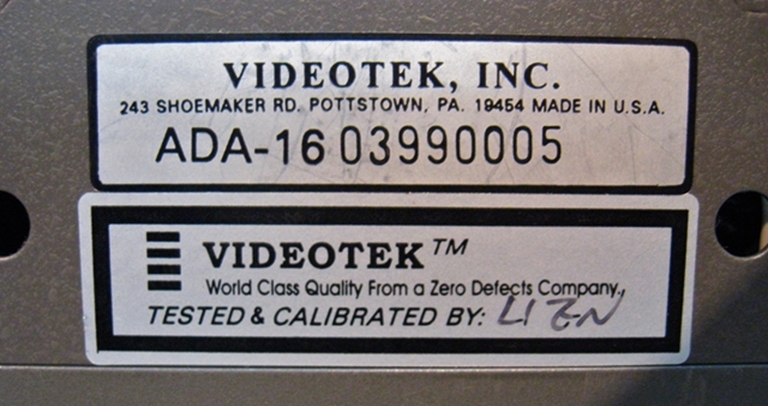 VIDEOTEK, INC.
243 SHOEMAKER RD. POTTSTOWN, PA. 19454 MADE IN U.S.A.
ADA-16 03990005
VIDEOTEK™
World Class Quality From a Zero Defects Company.
TESTED & CALIBRATED BY: